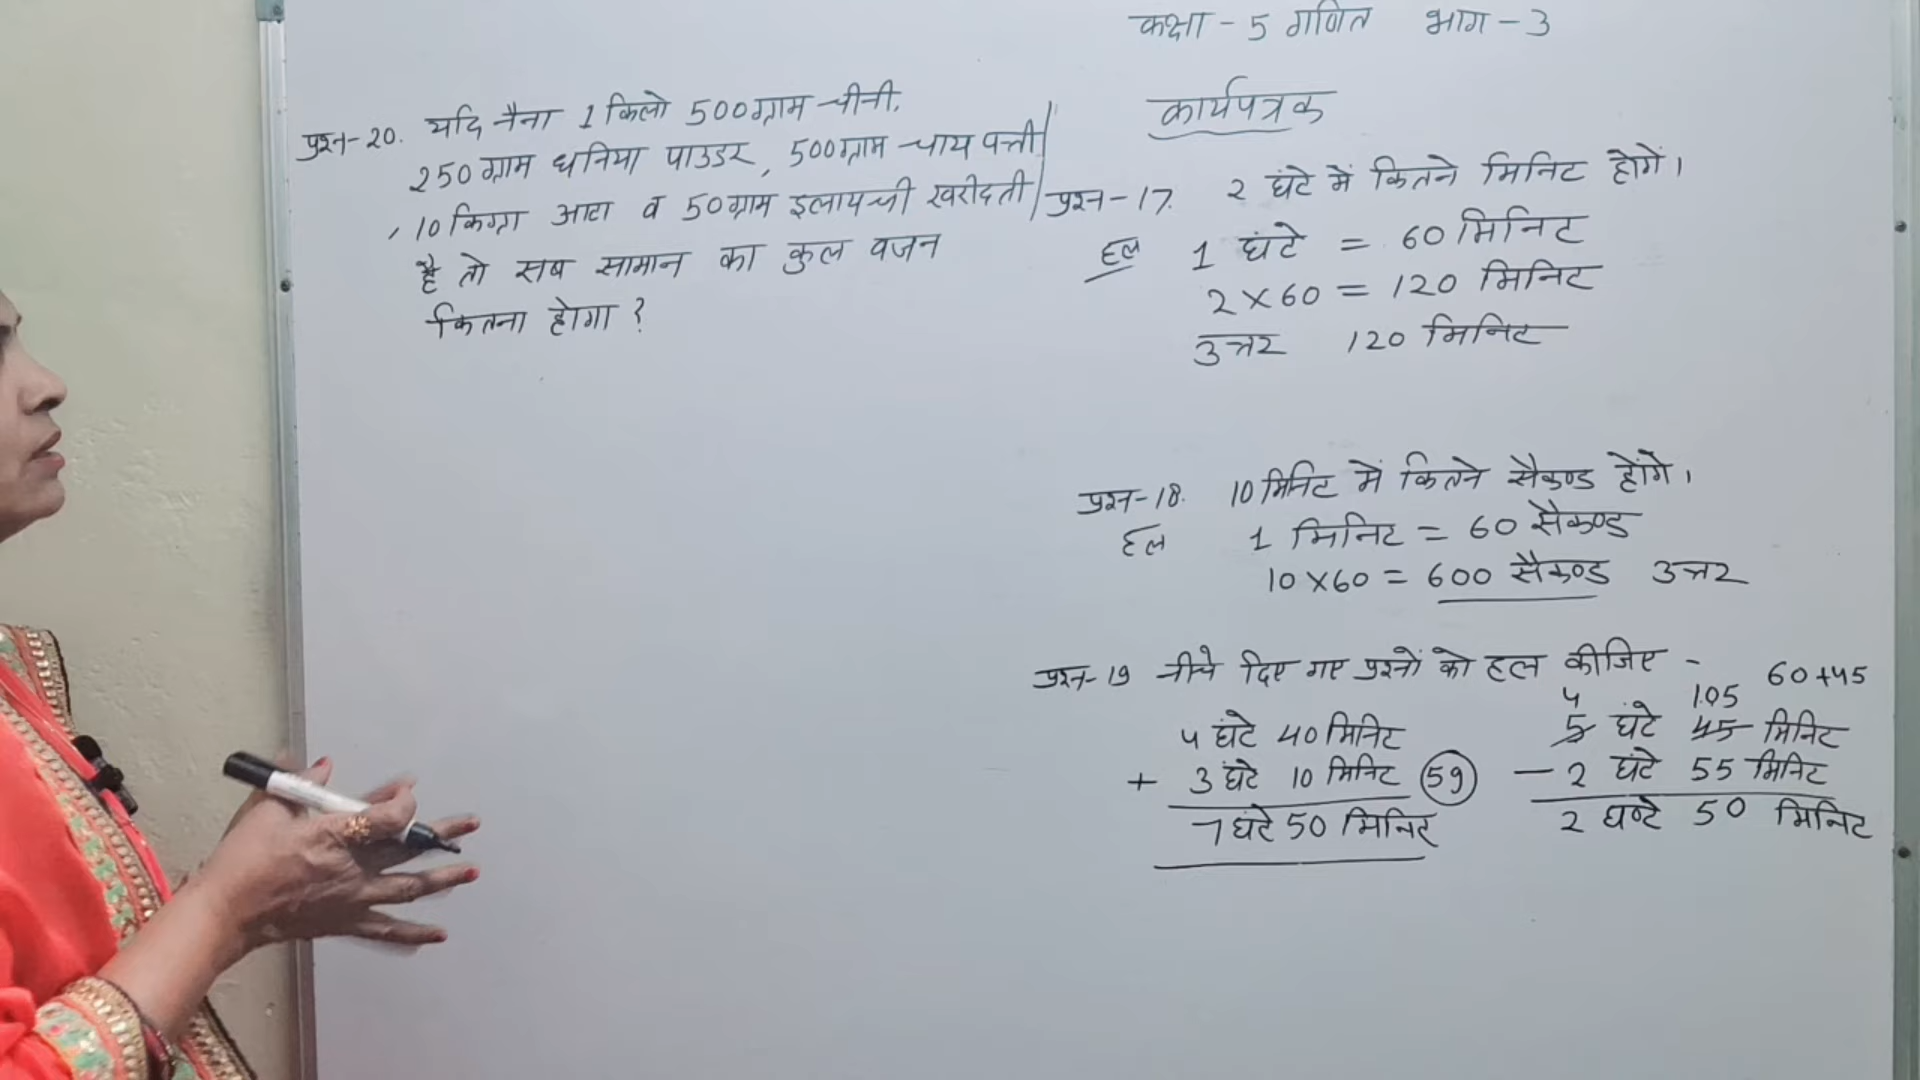 कक्षा - 5 गणित भाग - 3
कार्यपत्रक
प्रश्न-17. 2 घंटे में कितने मिनिट होगें।
हल 1 घंटे = 60 मिनिट
2 x 60 = 120 मिनिट
उत्तर 120 मिनिट
प्रश्न-18. 10 मिनिट में कितने सैकण्ड होंगे।
हल 1 मिनिट = 60 सैकण्ड
10 x 60 = 600 सैकण्ड उत्तर
प्रश्न-19 नीचे दिए गए प्रश्नों को हल कीजिए -
4 घंटे 40 मिनिट
+ 3 घंटे 10 मिनिट (59)
7 घंटे 50 मिनिट
60+45
4 105
5 घंटे 45 मिनिट
- 2 घंटे 55 मिनिट
2 घण्टे 50 मिनिट
प्रश्न-20. यदि नैना 1 किलो 500 ग्राम चीनी,
250 ग्राम धनिया पाउडर, 500 ग्राम चाय पत्ती
, 10 किग्रा आटा व 50 ग्राम इलायची खरीदती
है तो सब सामान का कुल वजन
कितना होगा ?